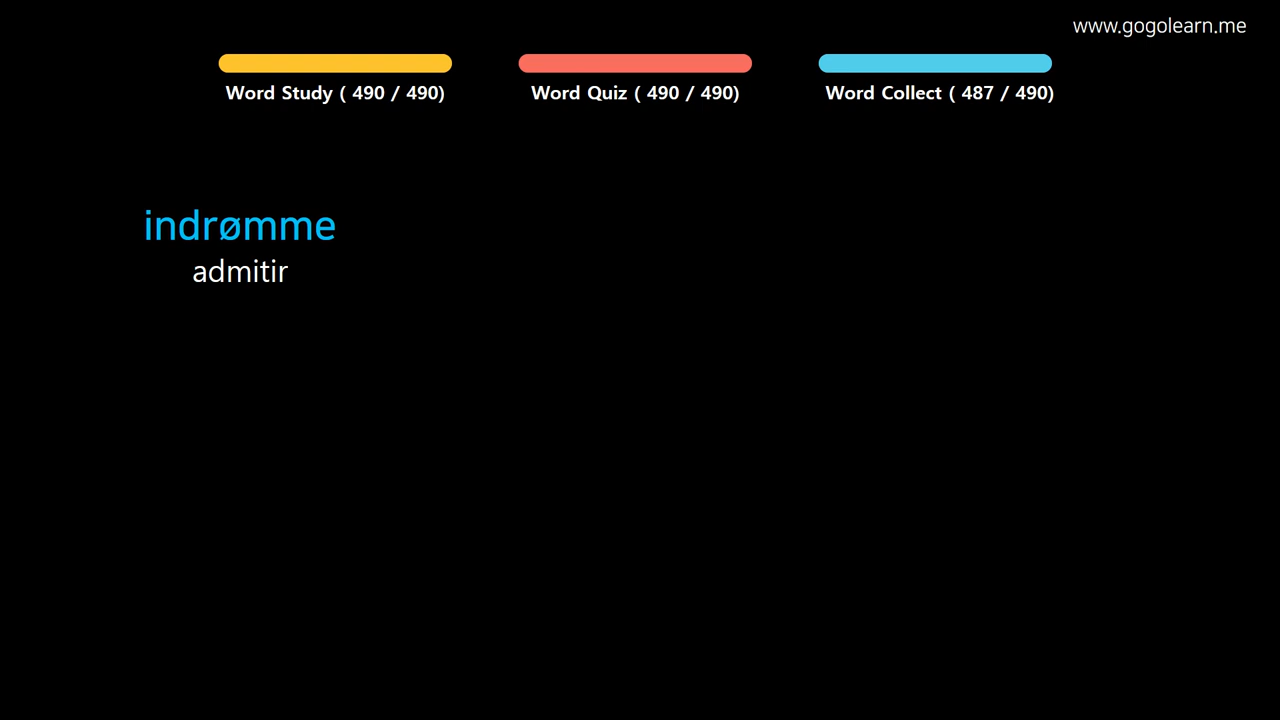 www.gogolearn.me
Word Study ( 490 / 490)
Word Quiz ( 490 / 490)
Word Collect ( 487 / 490)
indrømme
admitir